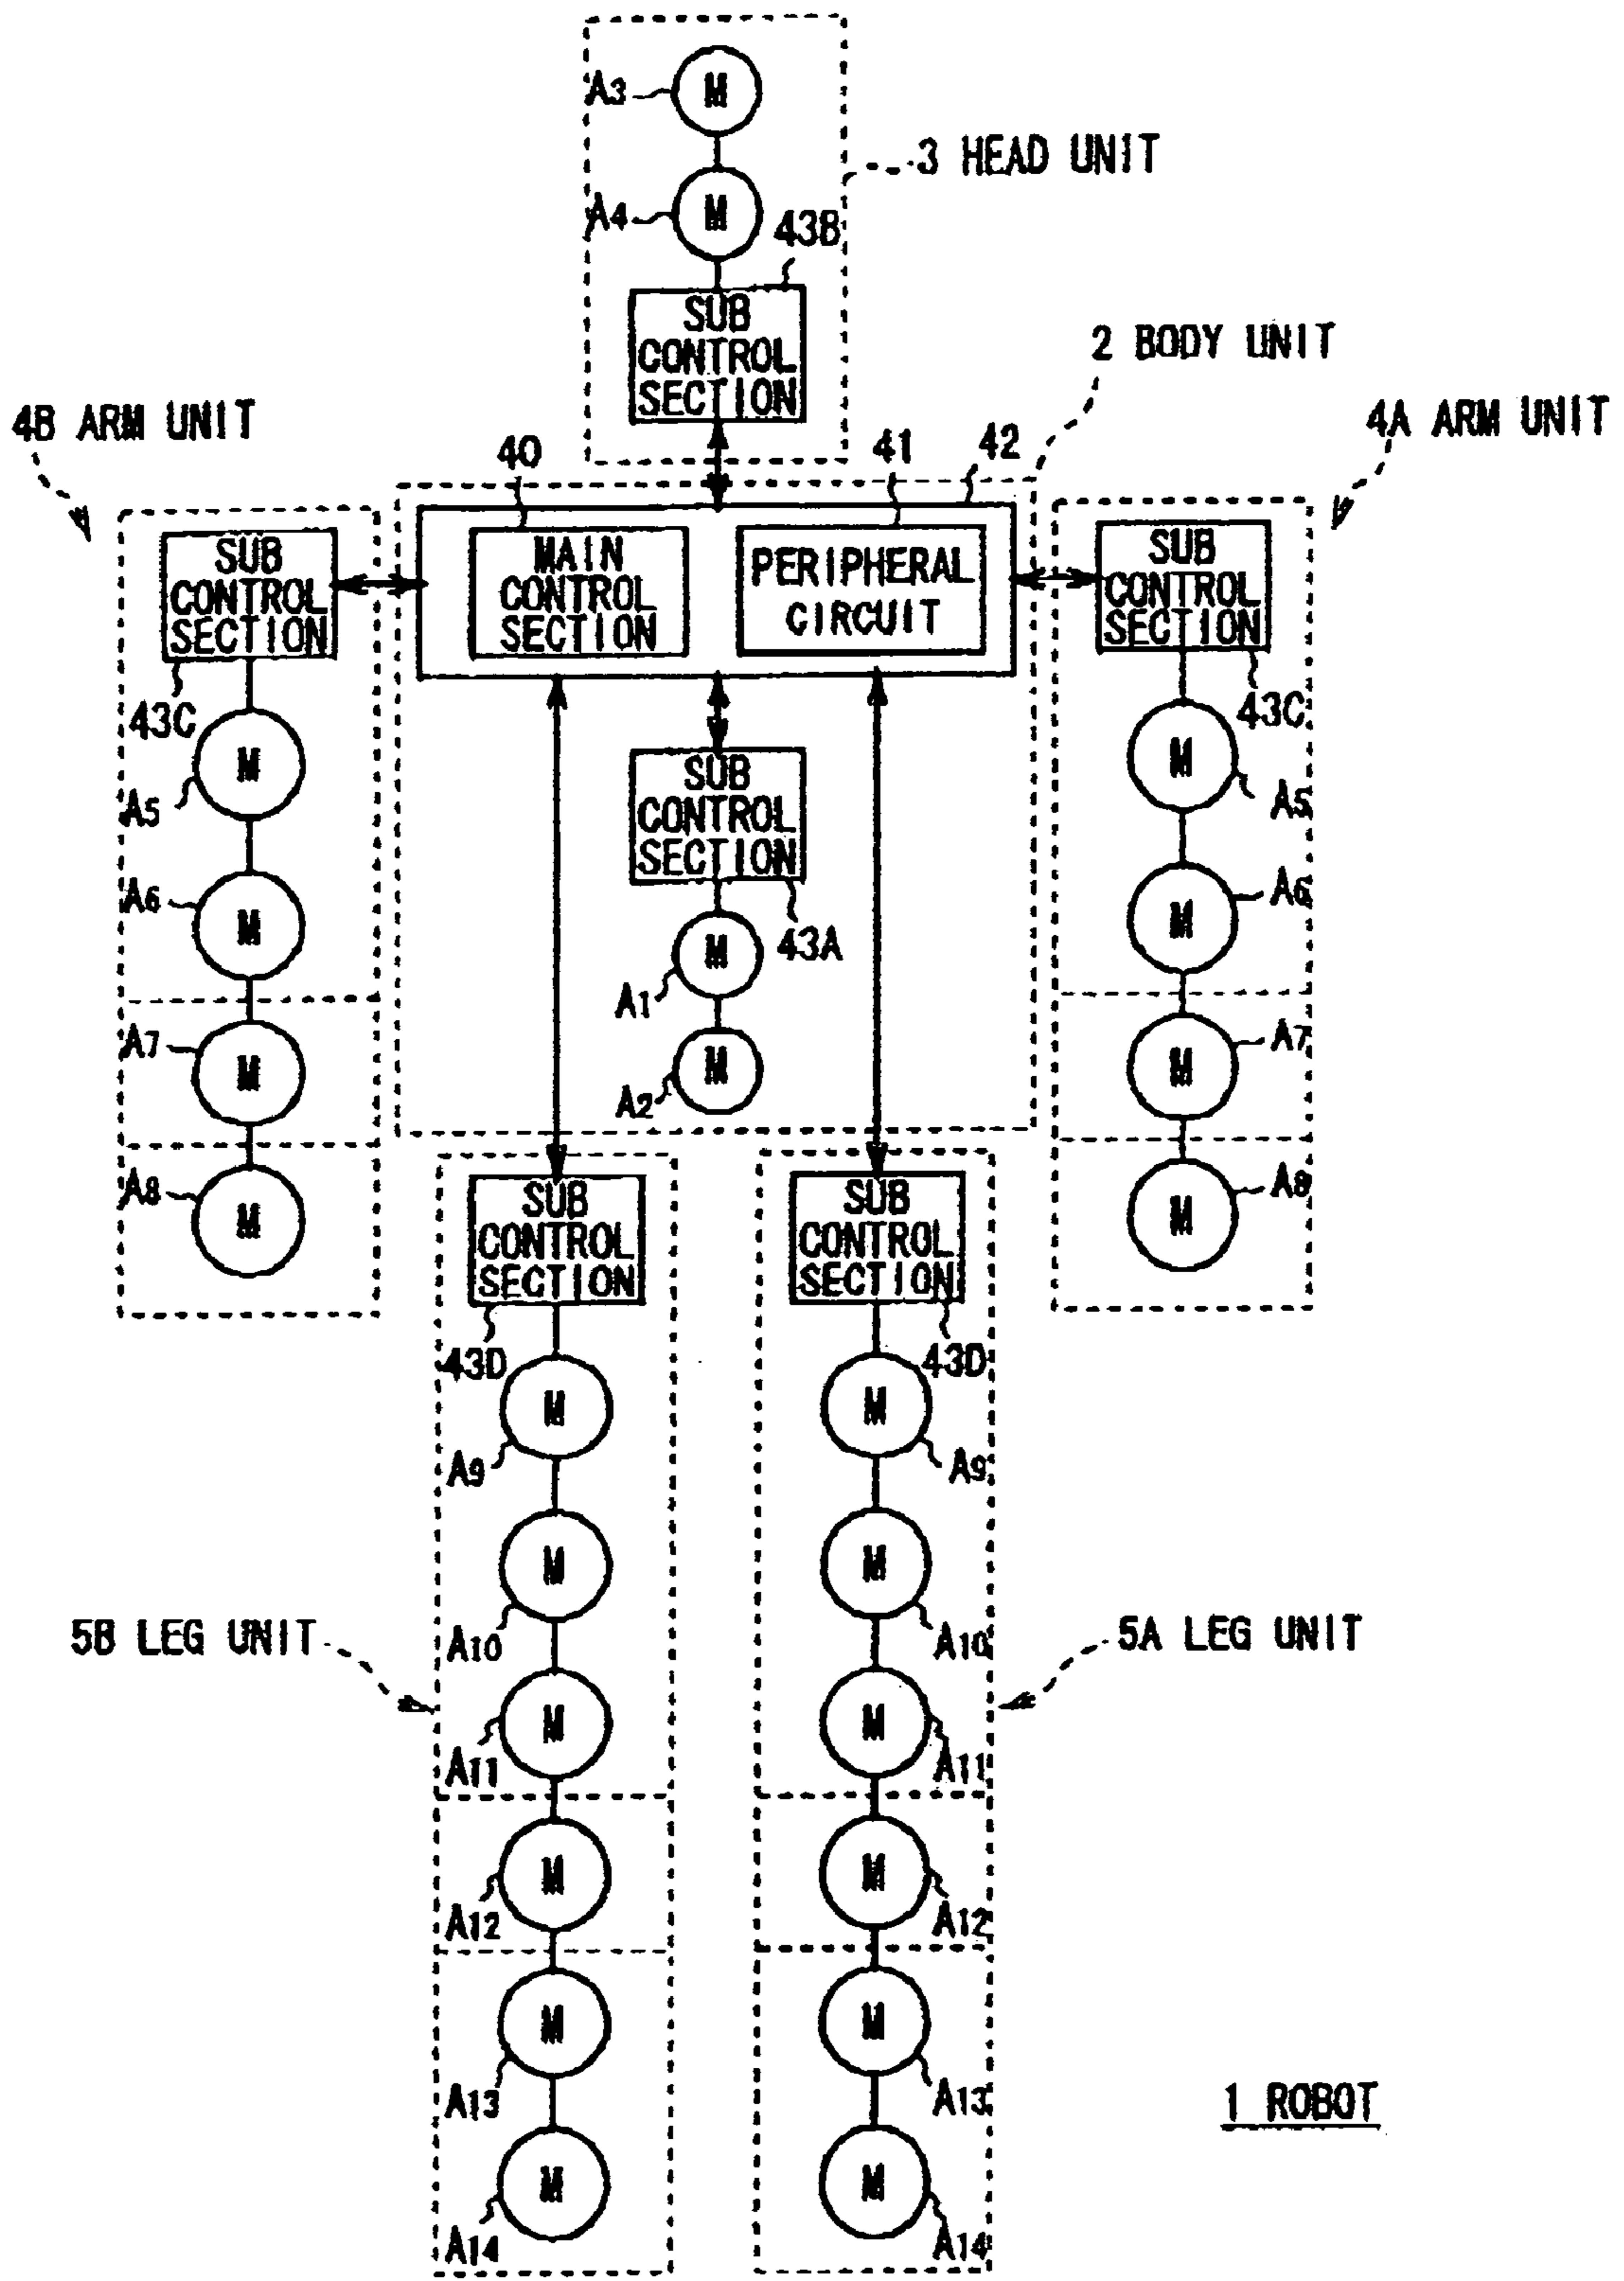 A3
M
3 HEAD UNIT
A4
M
43B
SUB
CONTROL
SECTION
2 BODY UNIT
4B ARM UNIT
4A ARM UNIT
40
41
42
SUB
CONTROL
SECTION
MAIN
CONTROL
SECTION
PERIPHERAL
CIRCUIT
SUB
CONTROL
SECTION
43C
43C
M
A5
SUB
CONTROL
SECTION
M
A5
A6
M
43A
M
A1
A6
M
A7
M
M
A2
A7
M
A8
M
A8
M
SUB
CONTROL
SECTION
SUB
CONTROL
SECTION
43D
43D
M
A9
M
A9
M
A10
M
A10
5B LEG UNIT
5A LEG UNIT
M
A11
M
A11
M
A12
M
A12
M
A13
M
A13
1 ROBOT
M
A14
M
A14